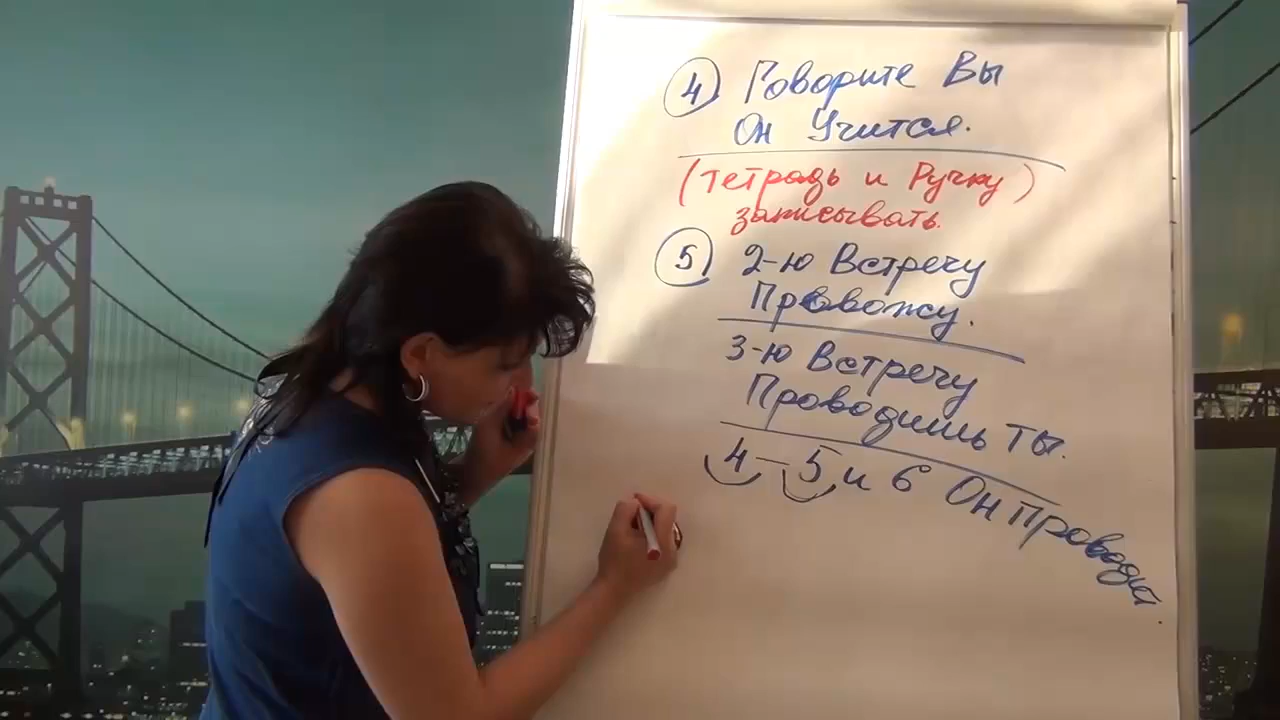 4 Говорите Вы
Он Учится.
(тетрадь и Ручку)
записывать.
5 2-ю Встречу
Провожу.
3-ю Встречу
Проводишь ты.
4 – 5 и 6 Он проводит